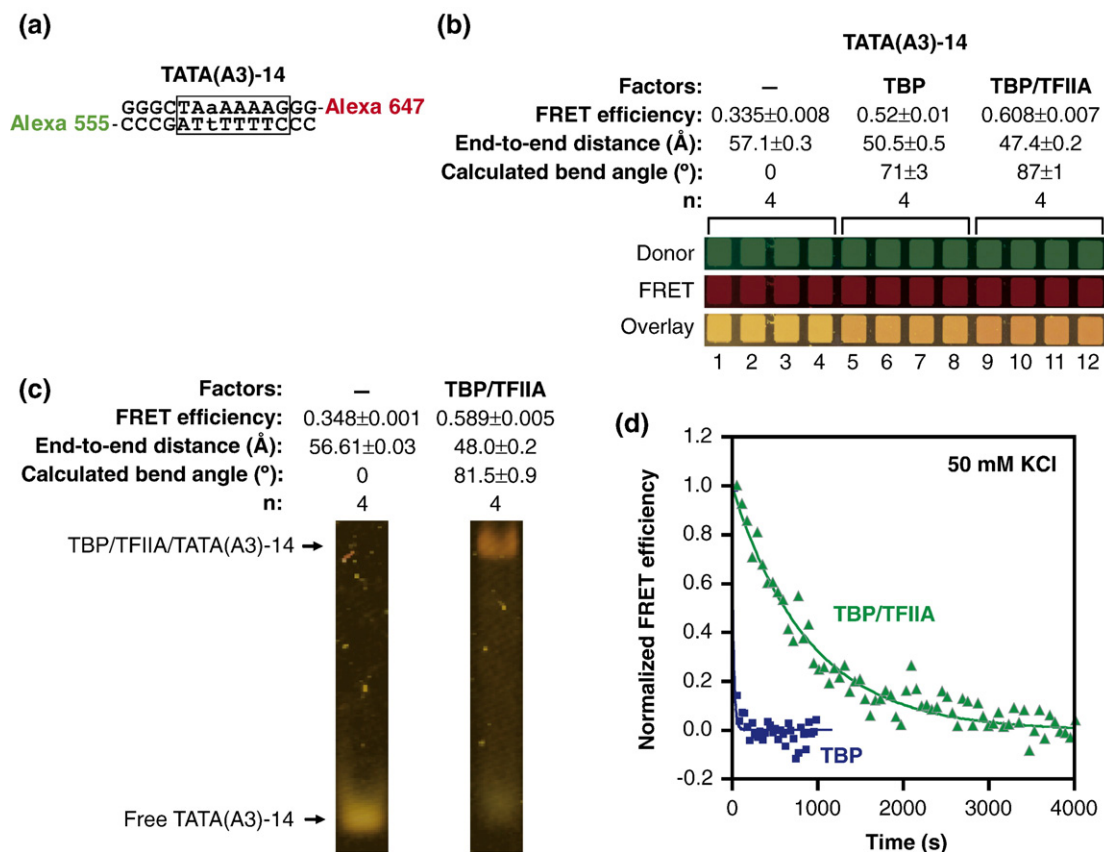 (a)
TATA(A3)-14
GGGCTAaAAAAGGG-Alexa 647
Alexa 555-CCCGATtTTTTCCC
(b)
TATA(A3)-14
Factors: – TBP TBP/TFIIA
FRET efficiency: 0.335±0.008 0.52±0.01 0.608±0.007
End-to-end distance (Å): 57.1±0.3 50.5±0.5 47.4±0.2
Calculated bend angle (º): 0 71±3 87±1
n: 4 4 4
Donor
FRET
Overlay
1 2 3 4 5 6 7 8 9 10 11 12
(c)
Factors: – TBP/TFIIA
FRET efficiency: 0.348±0.001 0.589±0.005
End-to-end distance (Å): 56.61±0.03 48.0±0.2
Calculated bend angle (º): 0 81.5±0.9
n: 4 4
TBP/TFIIA/TATA(A3)-14
Free TATA(A3)-14
(d)
50 mM KCl
Normalized FRET efficiency
1.2
1.0
0.8
0.6
0.4
0.2
0.0
-0.2
TBP/TFIIA
TBP
0 1000 2000 3000 4000
Time (s)